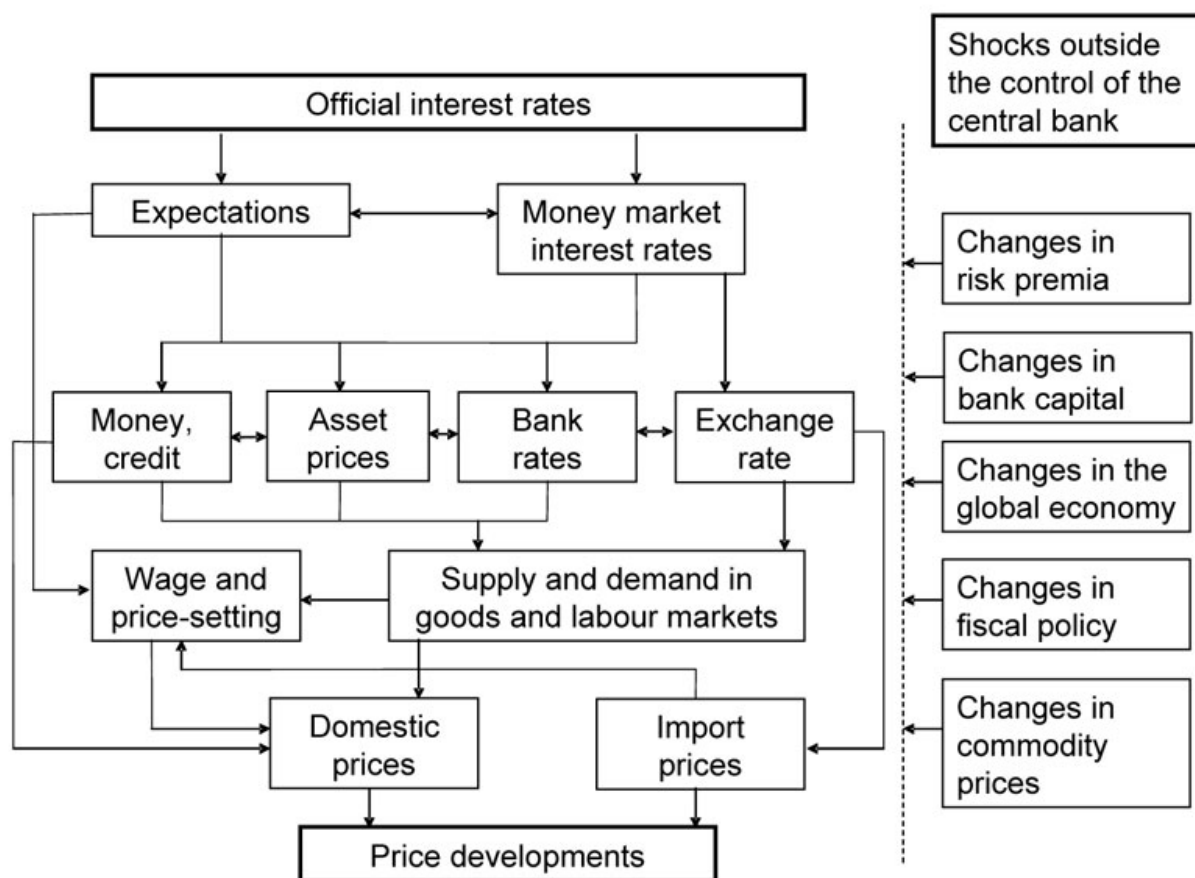 Shocks outside
the control of the
central bank
Official interest rates
Expectations
Money market
interest rates
Changes in
risk premia
Changes in
bank capital
Money,
credit
Asset
prices
Bank
rates
Exchange
rate
Changes in the
global economy
Wage and
price-setting
Supply and demand in
goods and labour markets
Changes in
fiscal policy
Domestic
prices
Import
prices
Changes in
commodity
prices
Price developments